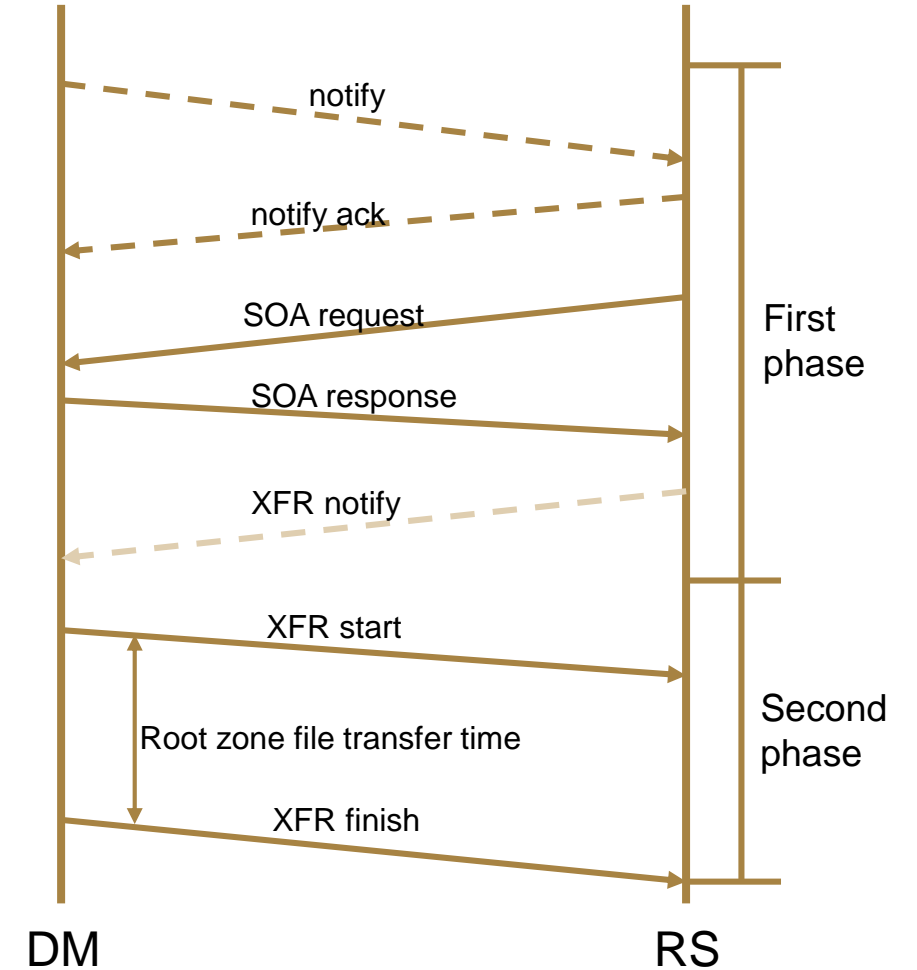 notify
notify ack
SOA request
First
phase
SOA response
XFR notify
XFR start
Second
phase
Root zone file transfer time
XFR finish
DM
RS